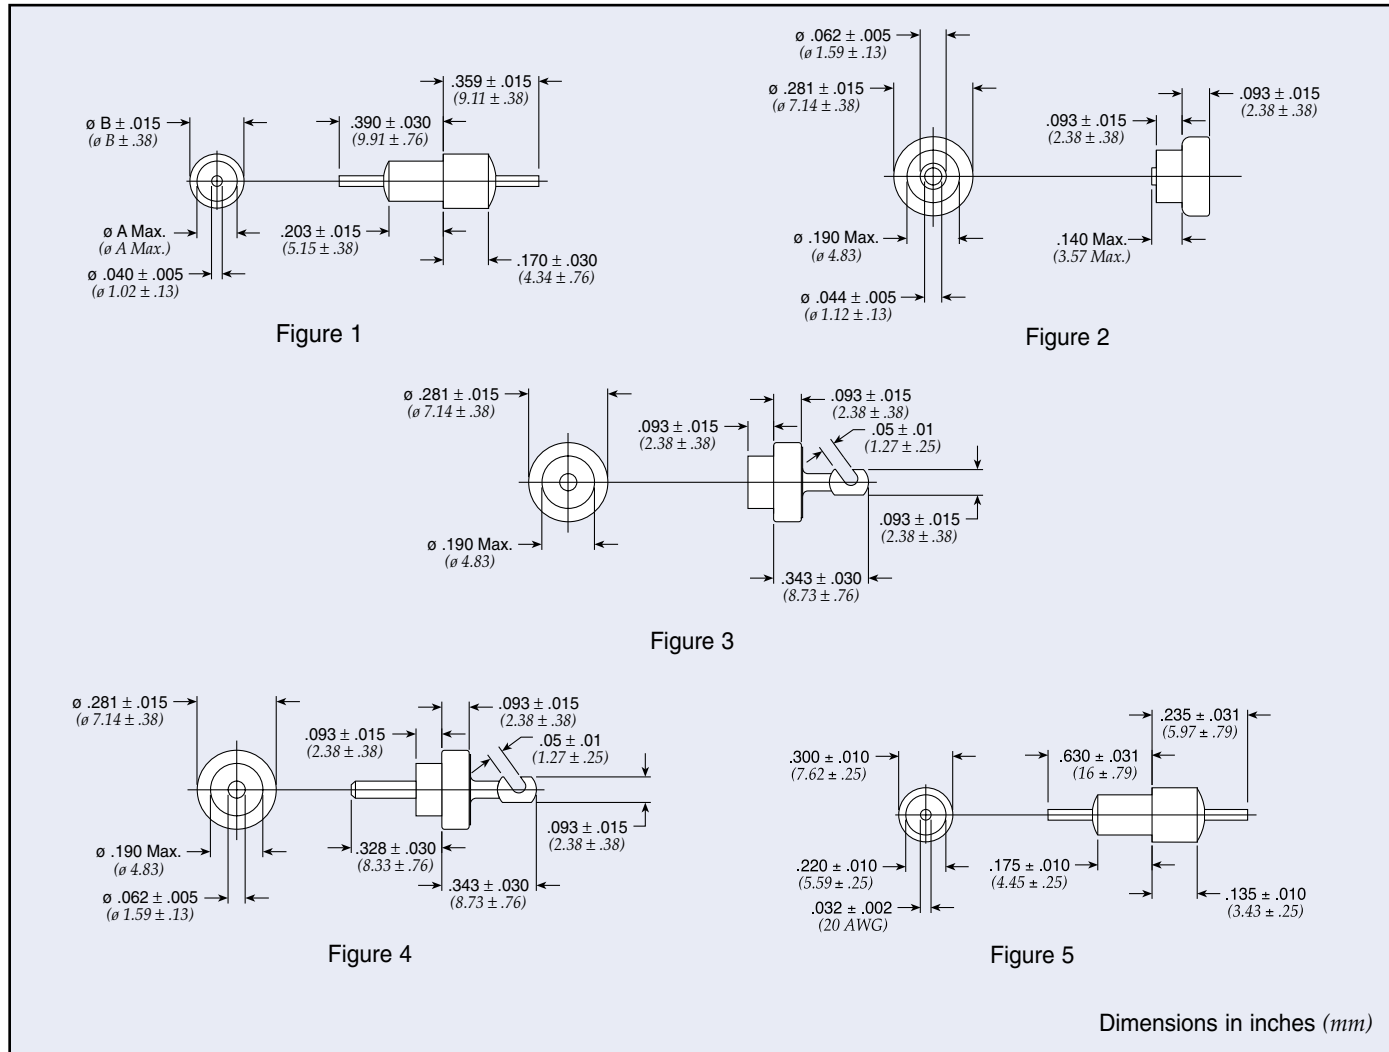 .359 ± .015
(9.11 ± .38)
ø B ± .015
(ø B ± .38)
.390 ± .030
(9.91 ± .76)
ø A Max.
(ø A Max.)
.203 ± .015
(5.15 ± .38)
ø .040 ± .005
(ø 1.02 ± .13)
.170 ± .030
(4.34 ± .76)
Figure 1
ø .062 ± .005
(ø 1.59 ± .13)
ø .281 ± .015
(ø 7.14 ± .38)
.093 ± .015
(2.38 ± .38)
.093 ± .015
(2.38 ± .38)
ø .190 Max.
(ø 4.83)
.140 Max.
(3.57 Max.)
ø .044 ± .005
(ø 1.12 ± .13)
Figure 2
ø .281 ± .015
(ø 7.14 ± .38)
.093 ± .015
(2.38 ± .38)
.093 ± .015
(2.38 ± .38)
.05 ± .01
(1.27 ± .25)
.093 ± .015
(2.38 ± .38)
ø .190 Max.
(ø 4.83)
.343 ± .030
(8.73 ± .76)
Figure 3
ø .281 ± .015
(ø 7.14 ± .38)
.093 ± .015
(2.38 ± .38)
.093 ± .015
(2.38 ± .38)
.05 ± .01
(1.27 ± .25)
.093 ± .015
(2.38 ± .38)
ø .190 Max.
(ø 4.83)
.328 ± .030
(8.33 ± .76)
.343 ± .030
(8.73 ± .76)
ø .062 ± .005
(ø 1.59 ± .13)
Figure 4
.235 ± .031
(5.97 ± .79)
.300 ± .010
(7.62 ± .25)
.630 ± .031
(16 ± .79)
.220 ± .010
(5.59 ± .25)
.175 ± .010
(4.45 ± .25)
.135 ± .010
(3.43 ± .25)
.032 ± .002
(20 AWG)
Figure 5
Dimensions in inches (mm)